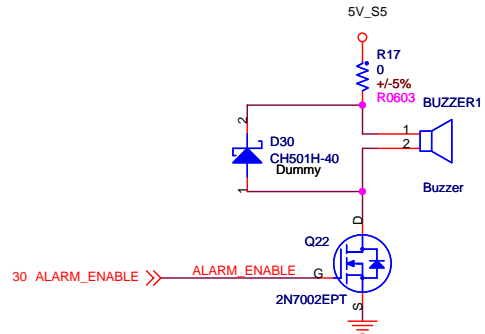 5V_S5
R17
0
+/-5%
R0603
BUZZER1
1
2
Buzzer
2
D30
CH501H-40
Dummy
1
Q22
D
G
S
2N7002EPT
30 ALARM_ENABLE
ALARM_ENABLE